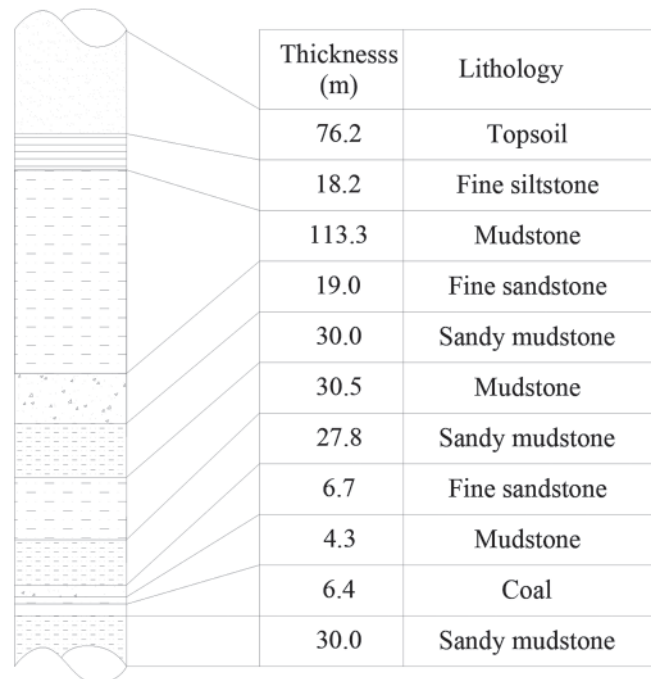 Thicknesss (m) Lithology
76.2 Topsoil
18.2 Fine siltstone
113.3 Mudstone
19.0 Fine sandstone
30.0 Sandy mudstone
30.5 Mudstone
27.8 Sandy mudstone
6.7 Fine sandstone
4.3 Mudstone
6.4 Coal
30.0 Sandy mudstone